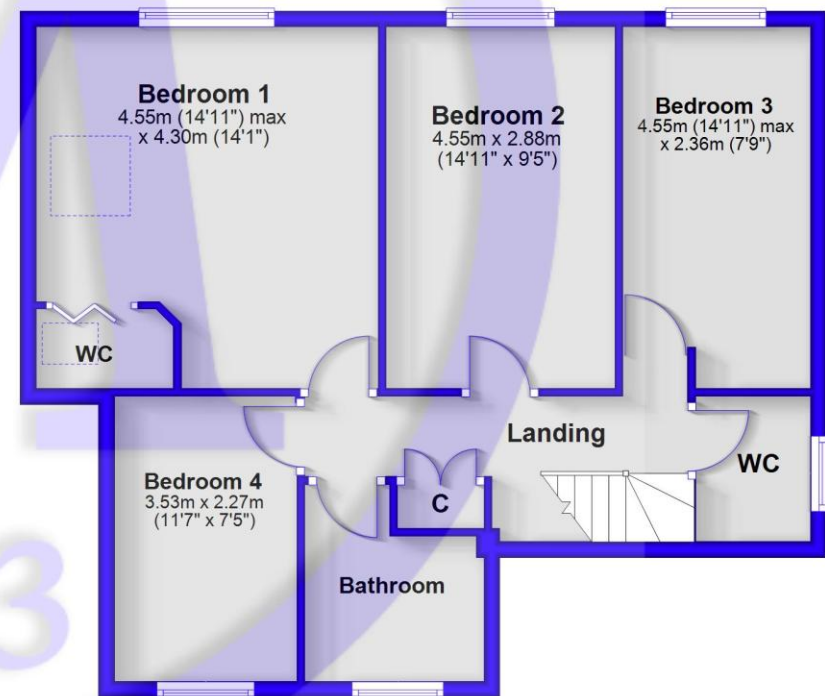 Bedroom 1
4.55m (14'11") max
x 4.30m (14'1")
Bedroom 2
4.55m x 2.88m
(14'11" x 9'5")
Bedroom 3
4.55m (14'11") max
x 2.36m (7'9")
WC
Landing
WC
Bedroom 4
3.53m x 2.27m
(11'7" x 7'5")
C
Bathroom
3